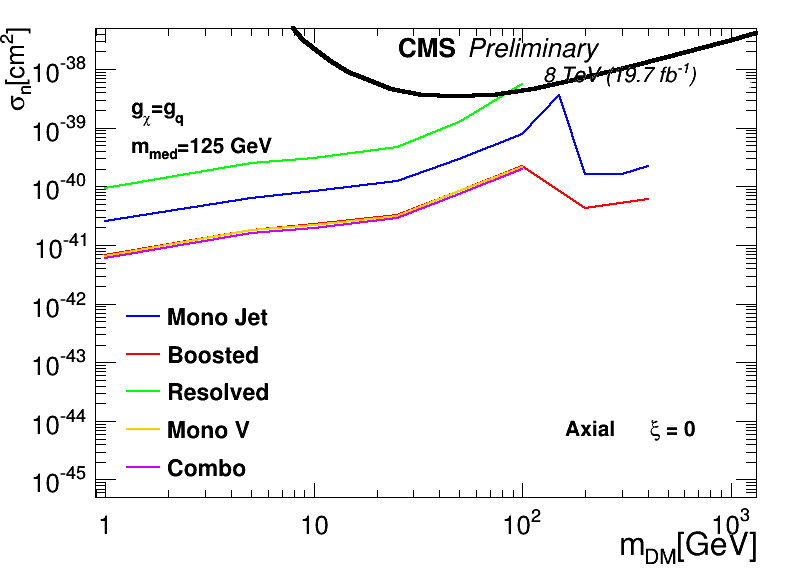 CMS Preliminary
8 TeV (19.7 fb⁻¹)
σₙ[cm²]
g_χ=g_q
m_med=125 GeV
10⁻³⁸
10⁻³⁹
10⁻⁴⁰
10⁻⁴¹
10⁻⁴²
10⁻⁴³
10⁻⁴⁴
10⁻⁴⁵
Mono Jet
Boosted
Resolved
Mono V
Combo
Axial ξ = 0
1 10 10² 10³
m_DM[GeV]